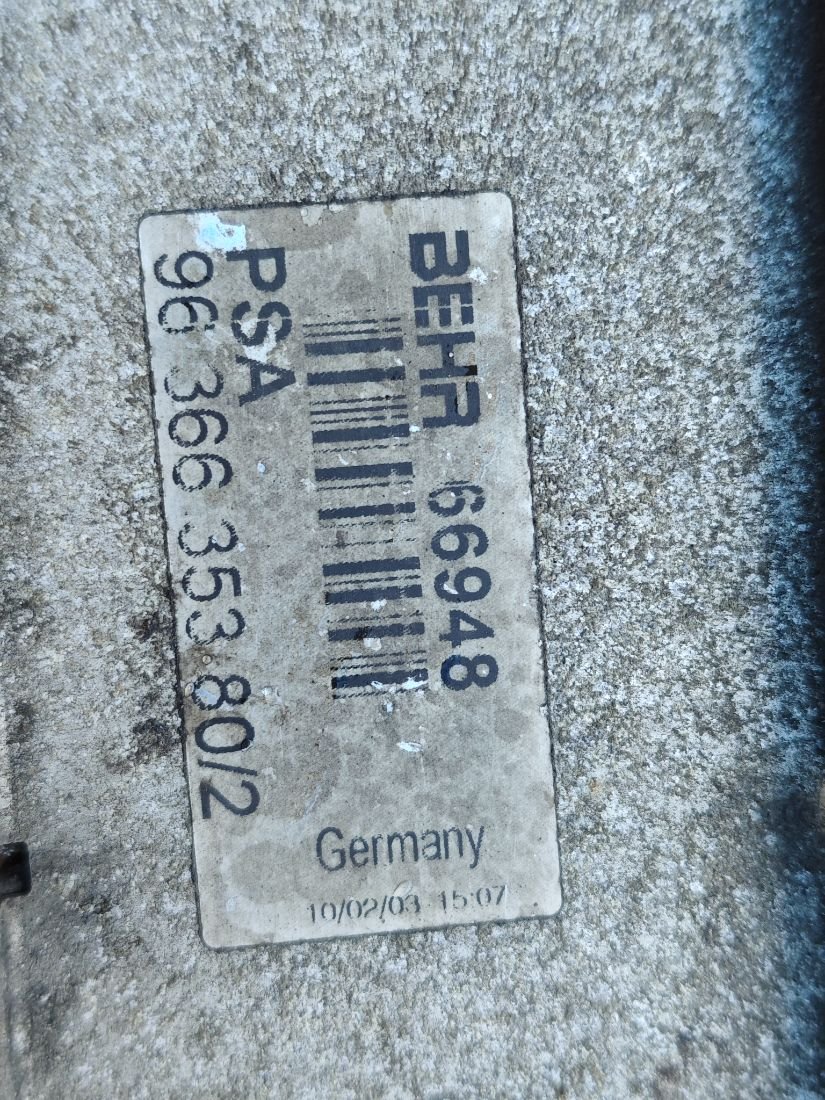 BEHR 66948
PSA
96 366 353 80/2
Germany
10/02/03 15:07